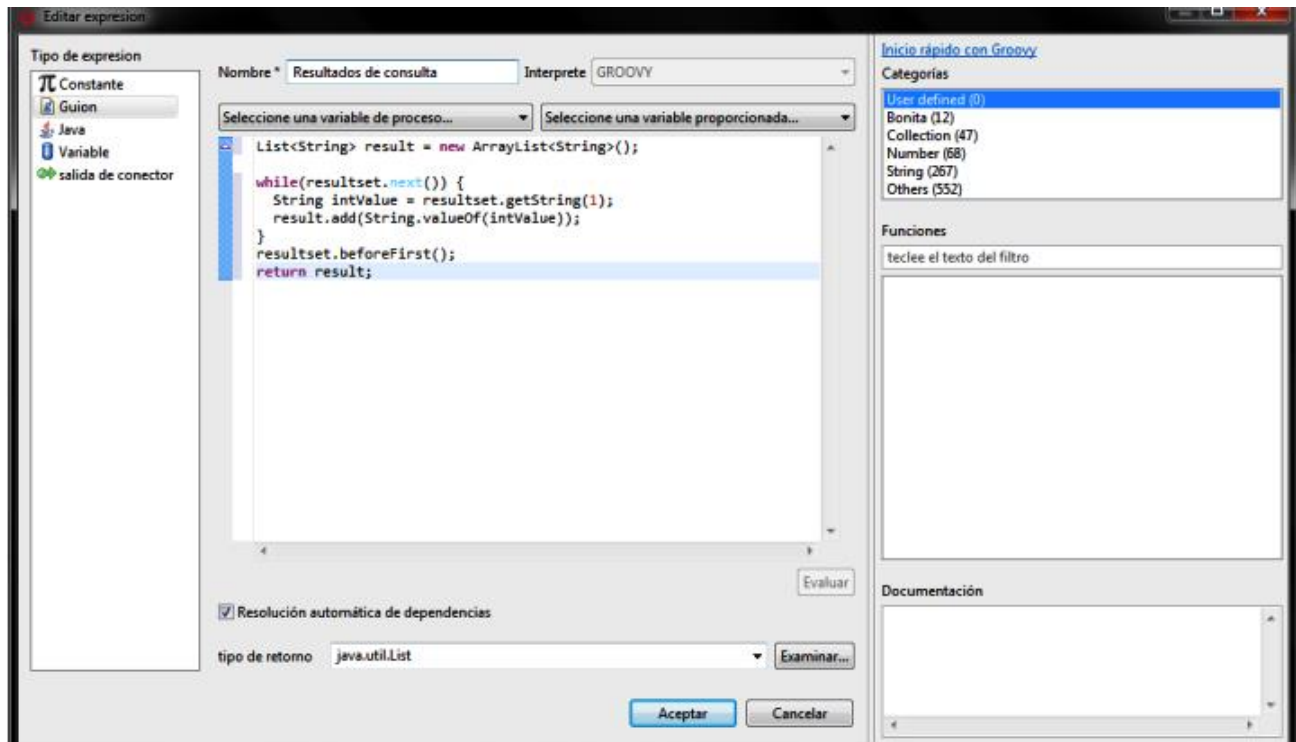 Editar expresion
Tipo de expresion
Constante
Guion
Java
Variable
salida de conector
Nombre * Resultados de consulta Interprete GROOVY
Seleccione una variable de proceso... Seleccione una variable proporcionada...
List<String> result = new ArrayList<String>();
while(resultset.next()) {
String intValue = resultset.getString(1);
result.add(String.valueOf(intValue));
}
resultset.beforeFirst();
return result;
Evaluar
Resolución automática de dependencias
tipo de retorno java.util.List Examinar...
Aceptar Cancelar
Inicio rápido con Groovy
Categorías
User defined (0)
Bonita (12)
Collection (47)
Number (68)
String (267)
Others (552)
Funciones
teclee el texto del filtro
Documentación